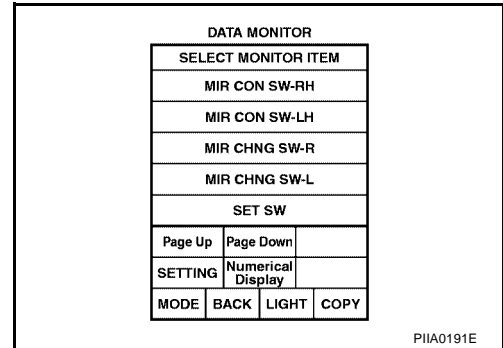 DATA MONITOR
SELECT MONITOR ITEM
MIR CON SW-RH
MIR CON SW-LH
MIR CHNG SW-R
MIR CHNG SW-L
SET SW
Page Up Page Down
SETTING Numerical Display
MODE BACK LIGHT COPY
PIIA0191E